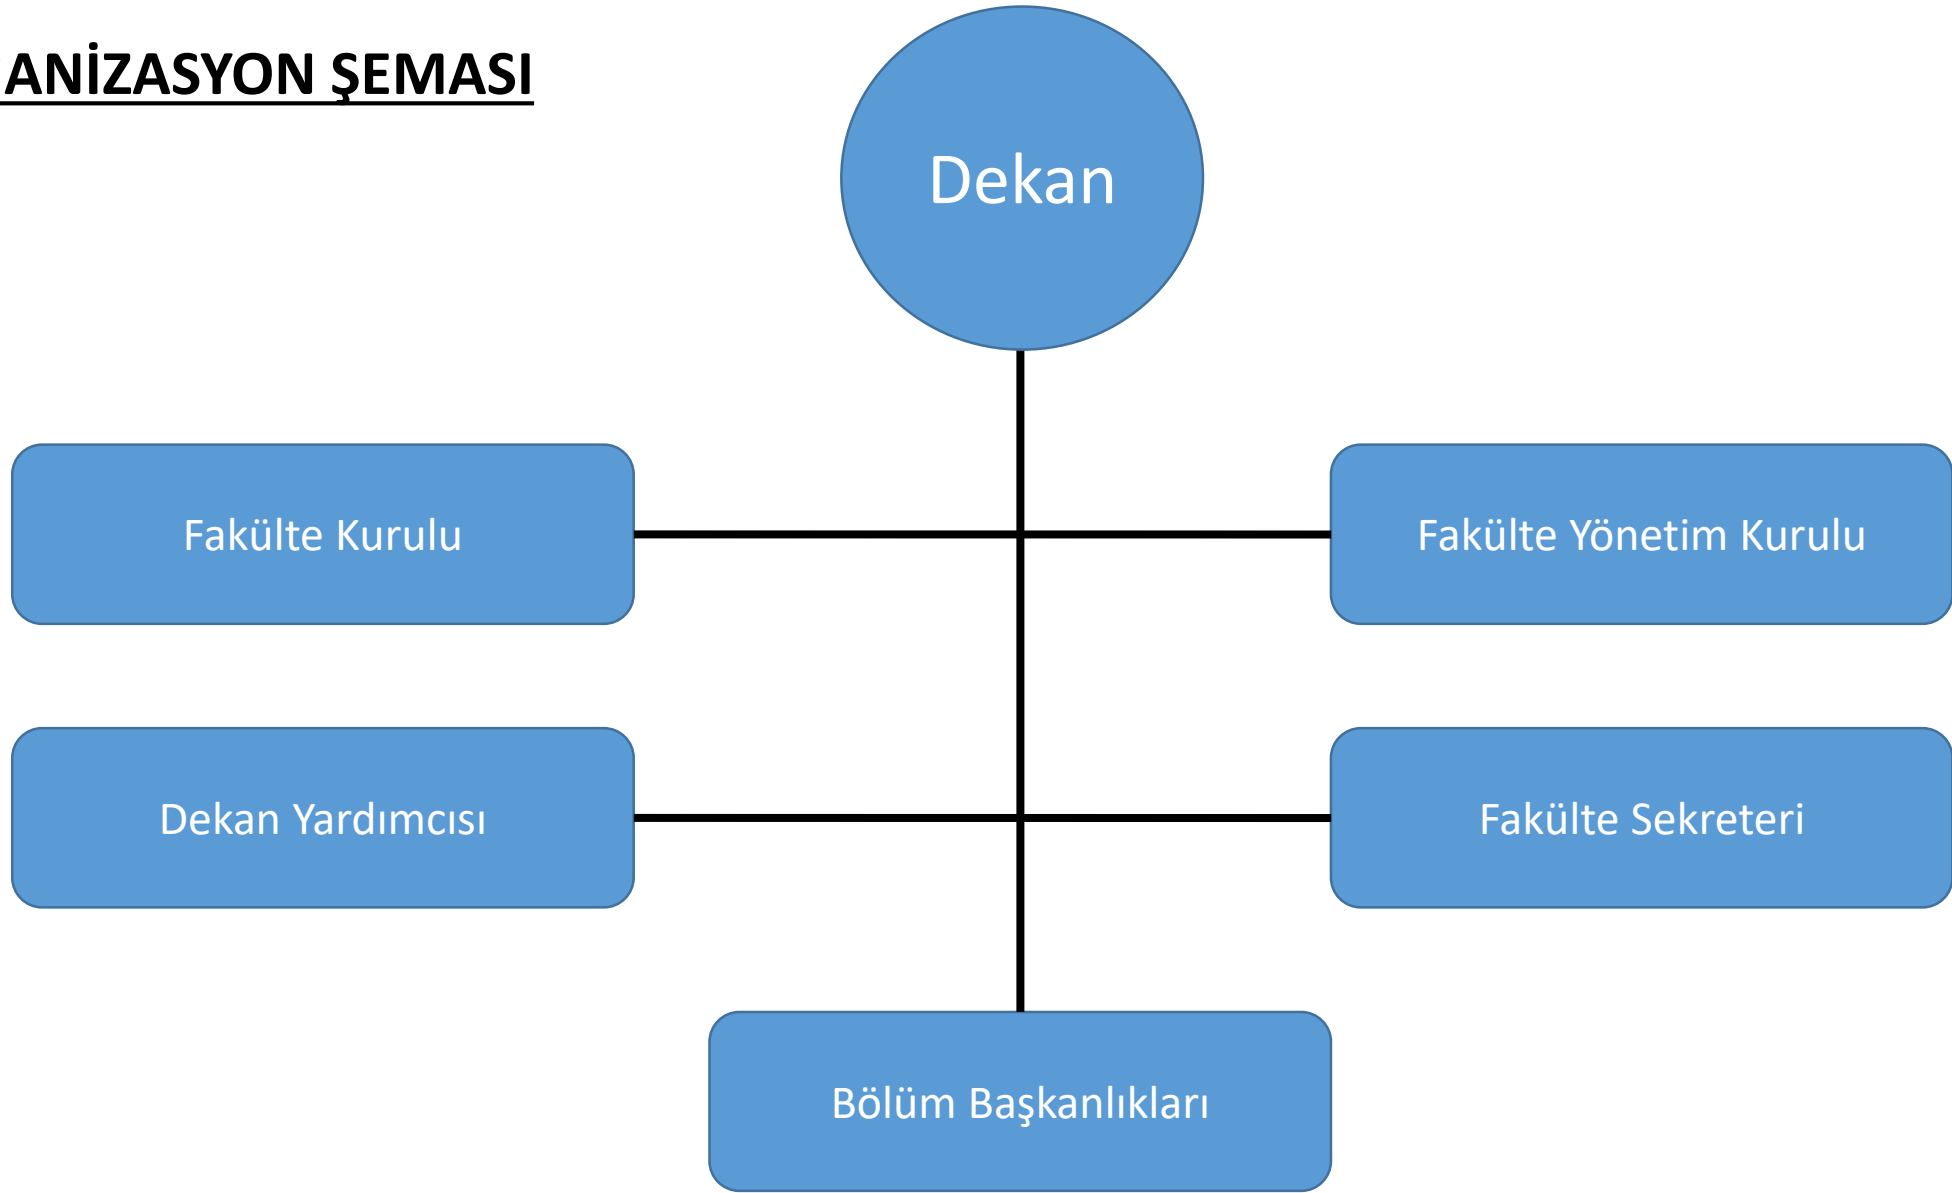 ANİZASYON ŞEMASI
Dekan
Fakülte Kurulu
Fakülte Yönetim Kurulu
Dekan Yardımcısı
Fakülte Sekreteri
Bölüm Başkanlıkları